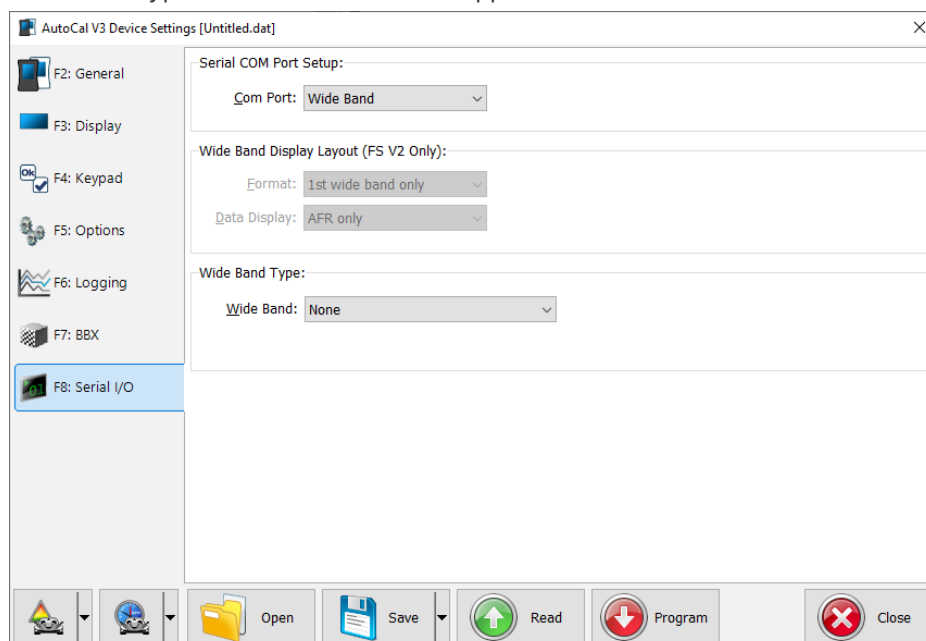 AutoCal V3 Device Settings [Untitled.dat]
F2: General
F3: Display
Ok
F4: Keypad
F5: Options
F6: Logging
F7: BBX
F8: Serial I/O
Serial COM Port Setup:
Com Port: Wide Band
Wide Band Display Layout (FS V2 Only):
Format: 1st wide band only
Data Display: AFR only
Wide Band Type:
Wide Band: None
Open
Save
Read
Program
Close